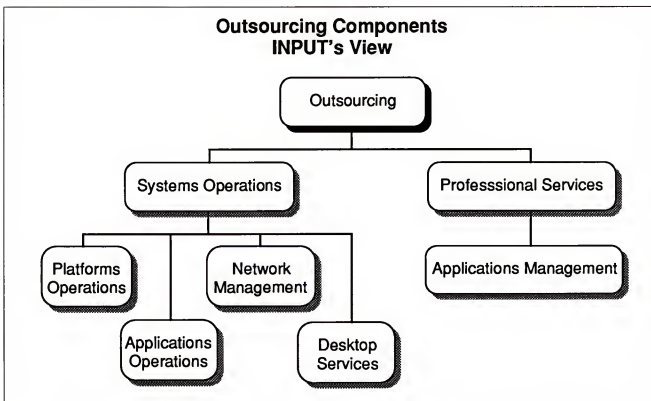 Outsourcing Components
INPUT's View
Outsourcing
Systems Operations
Professsional Services
Platforms
Operations
Network
Management
Applications Management
Applications
Operations
Desktop
Services